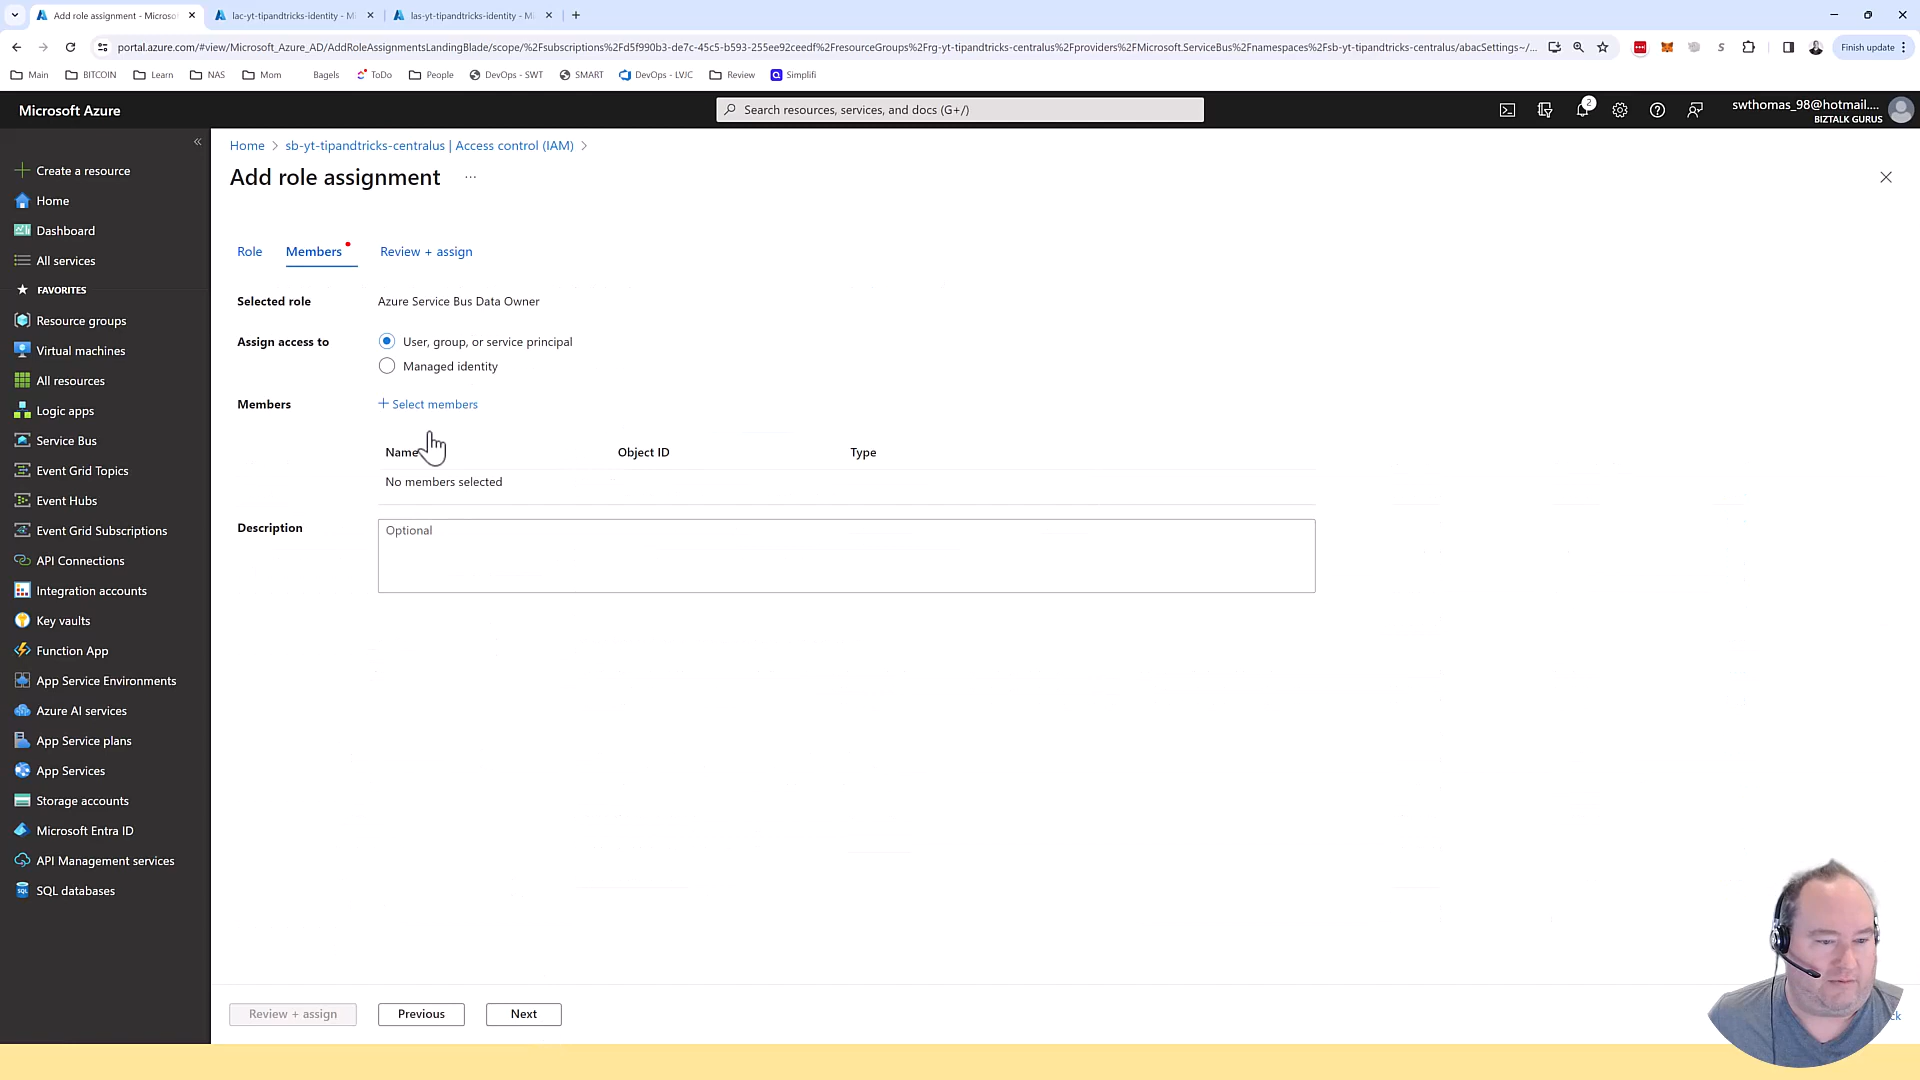 Add role assignment - Microsof
lac-yt-tipandtricks-identity - Mi
las-yt-tipandtricks-identity - Mi
portal.azure.com/#view/Microsoft_Azure_AD/AddRoleAssignmentsLandingBlade/scope/%2Fsubscriptions%2Fd5f990b3-de7c-45c5-b593-255ee92ceedf%2FresourceGroups%2Frg-yt-tipandtricks-centralus%2Fproviders%2FMicrosoft.ServiceBus%2Fnamespaces%2Fsb-yt-tipandtricks-centralus/abacSettings~/...
Finish update
Main
BITCOIN
Learn
NAS
Mom
Bagels
ToDo
People
DevOps - SWT
SMART
DevOps - LVJC
Review
Simplifi
Microsoft Azure
Search resources, services, and docs (G+/)
2
swthomas_98@hotmail....
BIZTALK GURUS
Create a resource
Home
Dashboard
All services
FAVORITES
Resource groups
Virtual machines
All resources
Logic apps
Service Bus
Event Grid Topics
Event Hubs
Event Grid Subscriptions
API Connections
Integration accounts
Key vaults
Function App
App Service Environments
Azure AI services
App Service plans
App Services
Storage accounts
Microsoft Entra ID
API Management services
SQL databases
Home > sb-yt-tipandtricks-centralus | Access control (IAM) >
Add role assignment ...
Role Members Review + assign
Selected role Azure Service Bus Data Owner
Assign access to User, group, or service principal
Managed identity
Members + Select members
Name Object ID Type
No members selected
Description Optional
Review + assign Previous Next